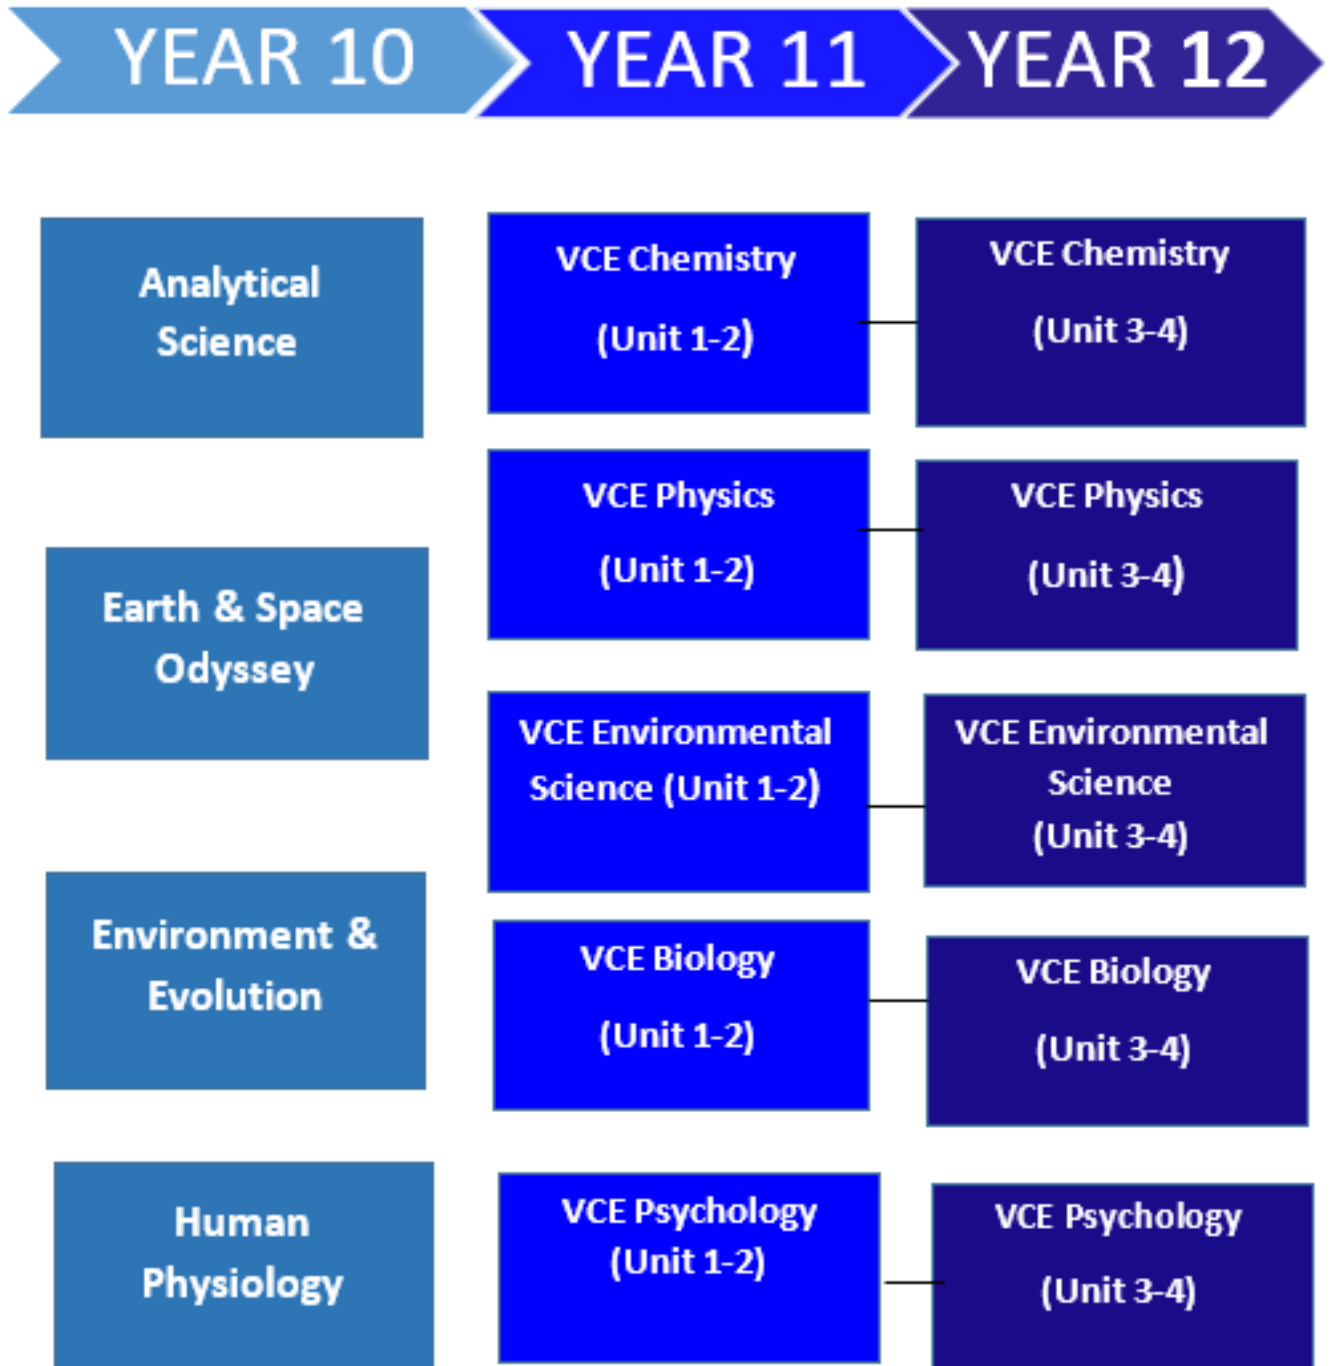 YEAR 10
YEAR 11
YEAR 12
Analytical
Science
VCE Chemistry
(Unit 1-2)
VCE Chemistry
(Unit 3-4)
VCE Physics
(Unit 1-2)
VCE Physics
(Unit 3-4)
Earth & Space
Odyssey
VCE Environmental
Science (Unit 1-2)
VCE Environmental
Science
(Unit 3-4)
Environment &
Evolution
VCE Biology
(Unit 1-2)
VCE Biology
(Unit 3-4)
Human
Physiology
VCE Psychology
(Unit 1-2)
VCE Psychology
(Unit 3-4)